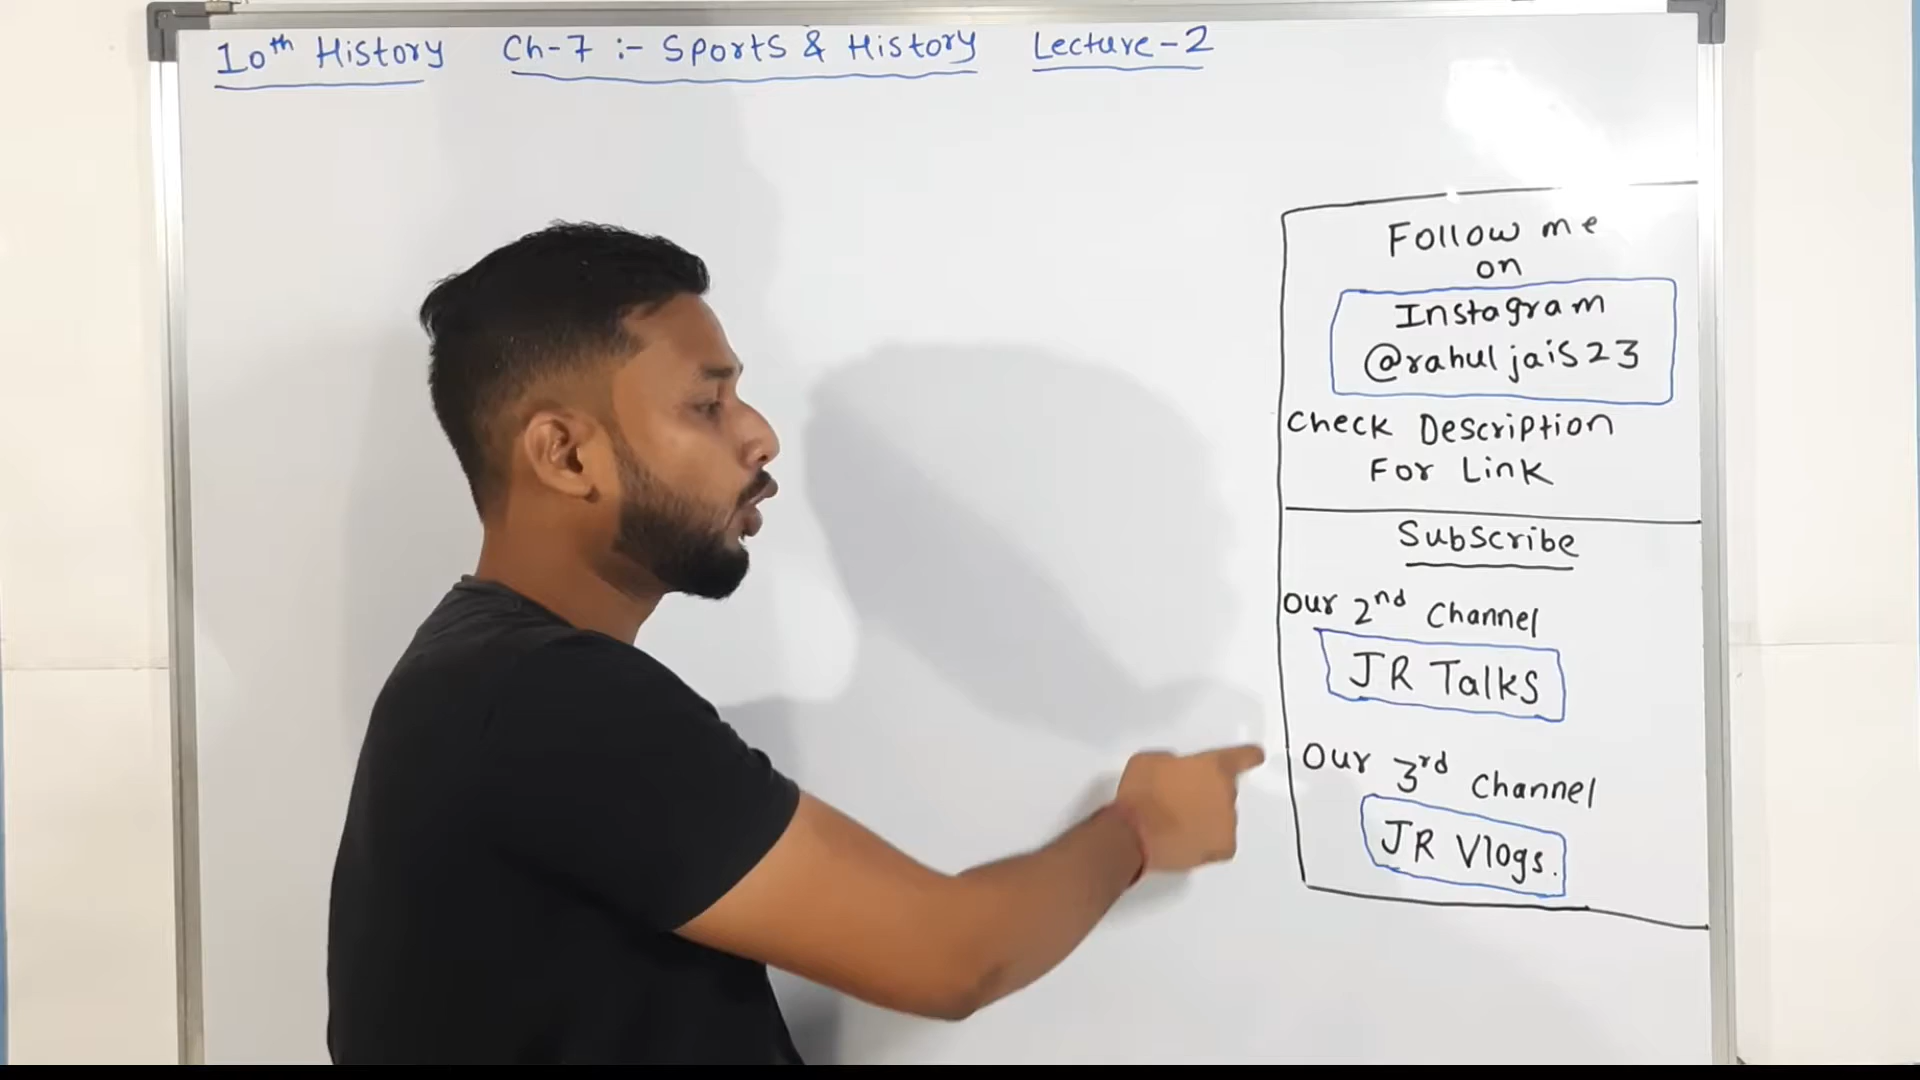 10th History Ch-7 :- Sports & History Lecture-2
Follow me
on
Instagram
@rahuljais23
Check Description
For Link
Subscribe
Our 2nd Channel
JR Talks
Our 3rd Channel
JR Vlogs.